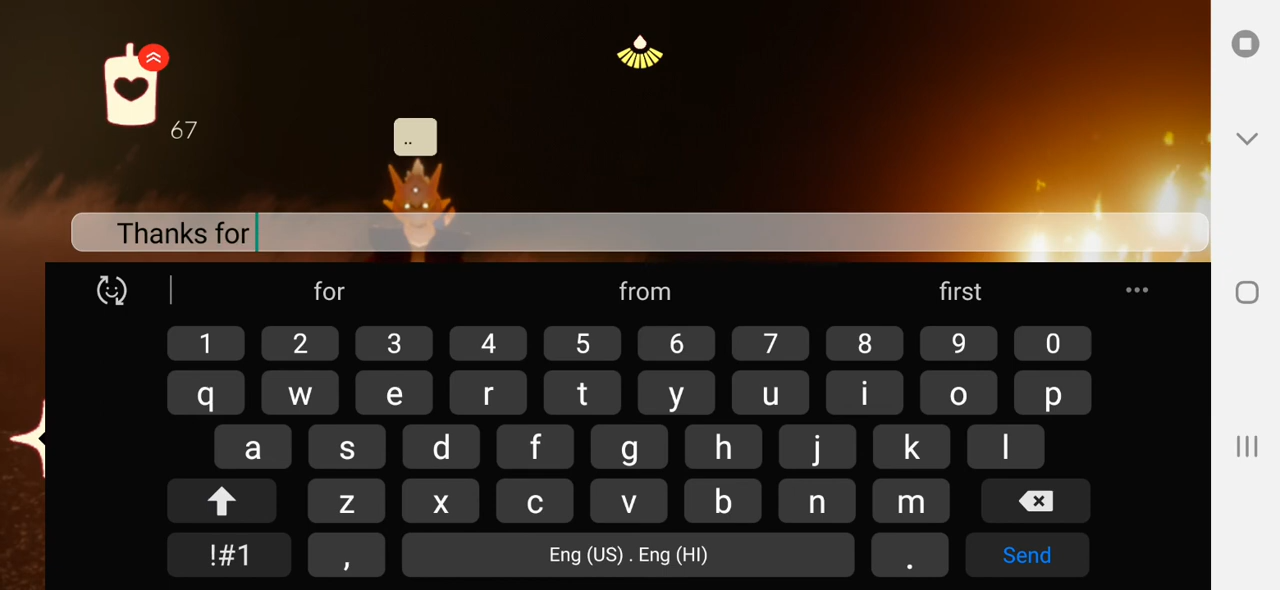 67
..
Thanks for
for from first
1 2 3 4 5 6 7 8 9 0
q w e r t y u i o p
a s d f g h j k l
z x c v b n m
!#1 , Eng (US) . Eng (HI) . Send